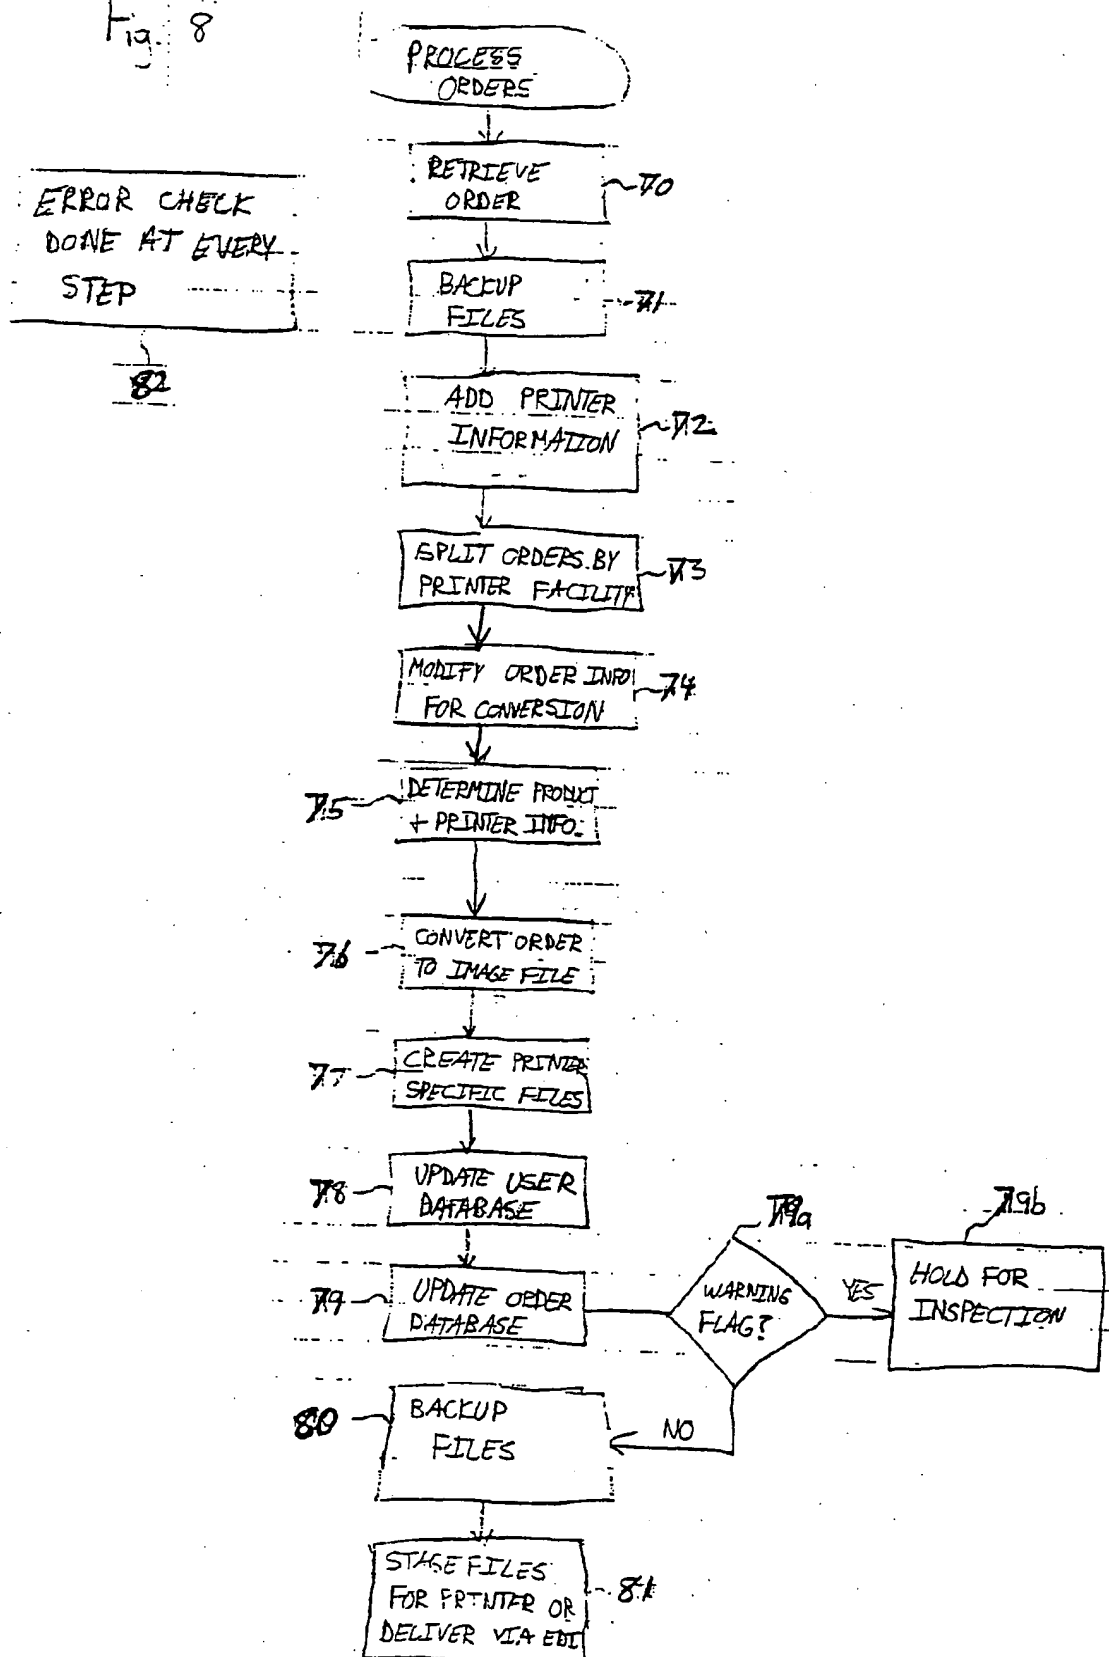 Fig. 8
PROCESS
ORDERS
RETRIEVE
ORDER
70
ERROR CHECK
DONE AT EVERY
STEP
82
BACKUP
FILES
71
ADD PRINTER
INFORMATION
72
SPLIT ORDERS BY
PRINTER FACILITY
73
MODIFY ORDER INFO
FOR CONVERSION
74
75
DETERMINE PRODUCT
+ PRINTER INFO.
76
CONVERT ORDER
TO IMAGE FILE
77
CREATE PRINTER
SPECIFIC FILES
78
UPDATE USER
DATABASE
79
UPDATE ORDER
DATABASE
79a
WARNING
FLAG?
YES
79b
HOLD FOR
INSPECTION
NO
80
BACKUP
FILES
STAGE FILES
FOR PRINTER OR
DELIVER VIA EDI
81